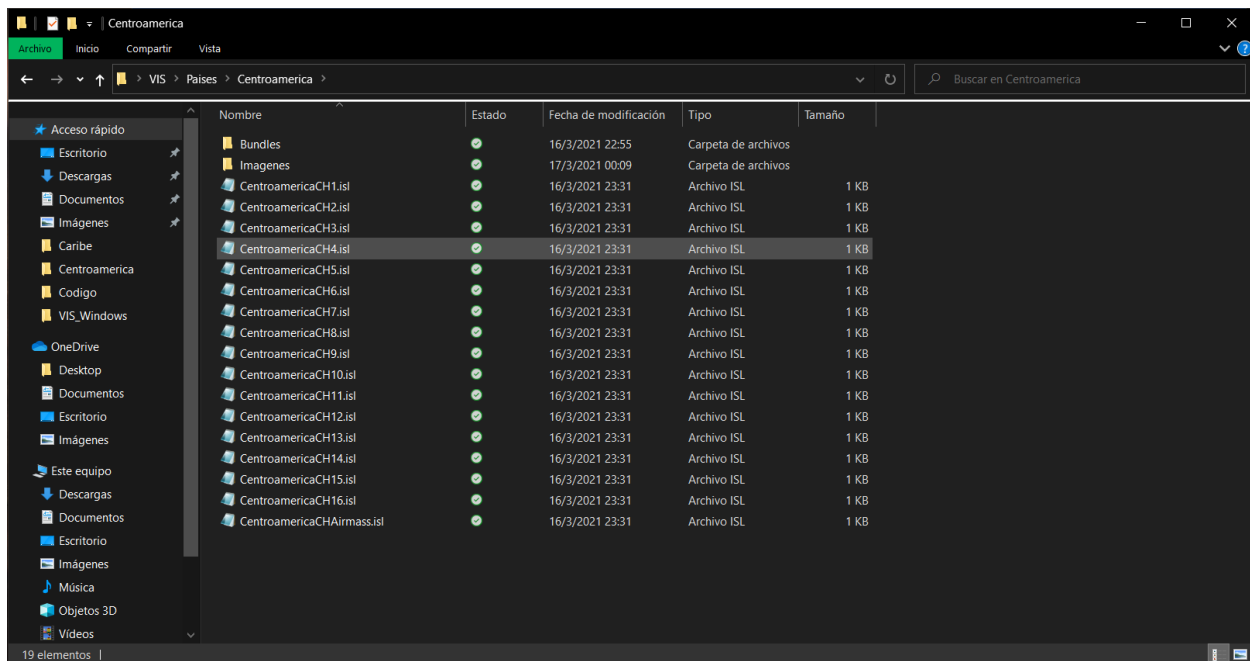 Centroamerica
Archivo Inicio Compartir Vista
VIS > Paises > Centroamerica >
Buscar en Centroamerica
Nombre Estado Fecha de modificación Tipo Tamaño
Acceso rápido
Escritorio
Descargas
Documentos
Imágenes
Caribe
Centroamerica
Codigo
VIS_Windows
OneDrive
Desktop
Documentos
Escritorio
Imágenes
Este equipo
Descargas
Documentos
Escritorio
Imágenes
Música
Objetos 3D
Vídeos
Bundles 16/3/2021 22:55 Carpeta de archivos
Imagenes 17/3/2021 00:09 Carpeta de archivos
CentroamericaCH1.isl 16/3/2021 23:31 Archivo ISL 1 KB
CentroamericaCH2.isl 16/3/2021 23:31 Archivo ISL 1 KB
CentroamericaCH3.isl 16/3/2021 23:31 Archivo ISL 1 KB
CentroamericaCH4.isl 16/3/2021 23:31 Archivo ISL 1 KB
CentroamericaCH5.isl 16/3/2021 23:31 Archivo ISL 1 KB
CentroamericaCH6.isl 16/3/2021 23:31 Archivo ISL 1 KB
CentroamericaCH7.isl 16/3/2021 23:31 Archivo ISL 1 KB
CentroamericaCH8.isl 16/3/2021 23:31 Archivo ISL 1 KB
CentroamericaCH9.isl 16/3/2021 23:31 Archivo ISL 1 KB
CentroamericaCH10.isl 16/3/2021 23:31 Archivo ISL 1 KB
CentroamericaCH11.isl 16/3/2021 23:31 Archivo ISL 1 KB
CentroamericaCH12.isl 16/3/2021 23:31 Archivo ISL 1 KB
CentroamericaCH13.isl 16/3/2021 23:31 Archivo ISL 1 KB
CentroamericaCH14.isl 16/3/2021 23:31 Archivo ISL 1 KB
CentroamericaCH15.isl 16/3/2021 23:31 Archivo ISL 1 KB
CentroamericaCH16.isl 16/3/2021 23:31 Archivo ISL 1 KB
CentroamericaCHAirmass.isl 16/3/2021 23:31 Archivo ISL 1 KB
19 elementos